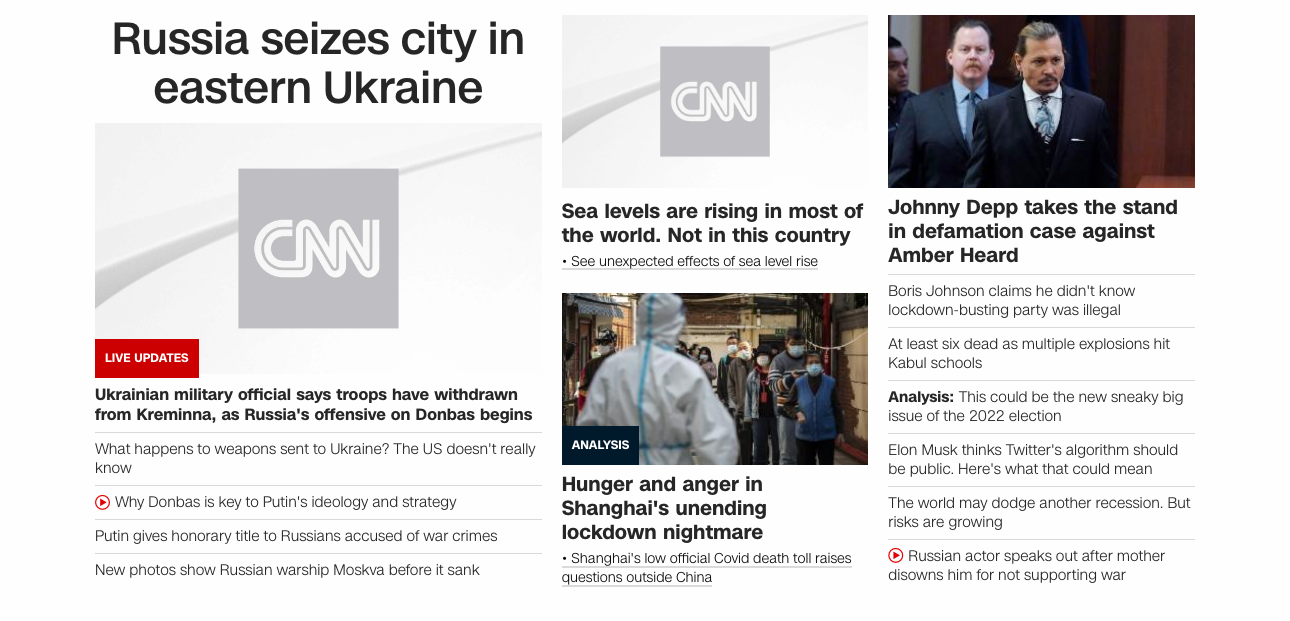 Russia seizes city in
eastern Ukraine
CNN
LIVE UPDATES
Ukrainian military official says troops have withdrawn
from Kreminna, as Russia's offensive on Donbas begins
What happens to weapons sent to Ukraine? The US doesn't really
know
Why Donbas is key to Putin's ideology and strategy
Putin gives honorary title to Russians accused of war crimes
New photos show Russian warship Moskva before it sank
CNN
Sea levels are rising in most of
the world. Not in this country
• See unexpected effects of sea level rise
ANALYSIS
Hunger and anger in
Shanghai's unending
lockdown nightmare
• Shanghai's low official Covid death toll raises
questions outside China
Johnny Depp takes the stand
in defamation case against
Amber Heard
Boris Johnson claims he didn't know
lockdown-busting party was illegal
At least six dead as multiple explosions hit
Kabul schools
Analysis: This could be the new sneaky big
issue of the 2022 election
Elon Musk thinks Twitter's algorithm should
be public. Here's what that could mean
The world may dodge another recession. But
risks are growing
Russian actor speaks out after mother
disowns him for not supporting war